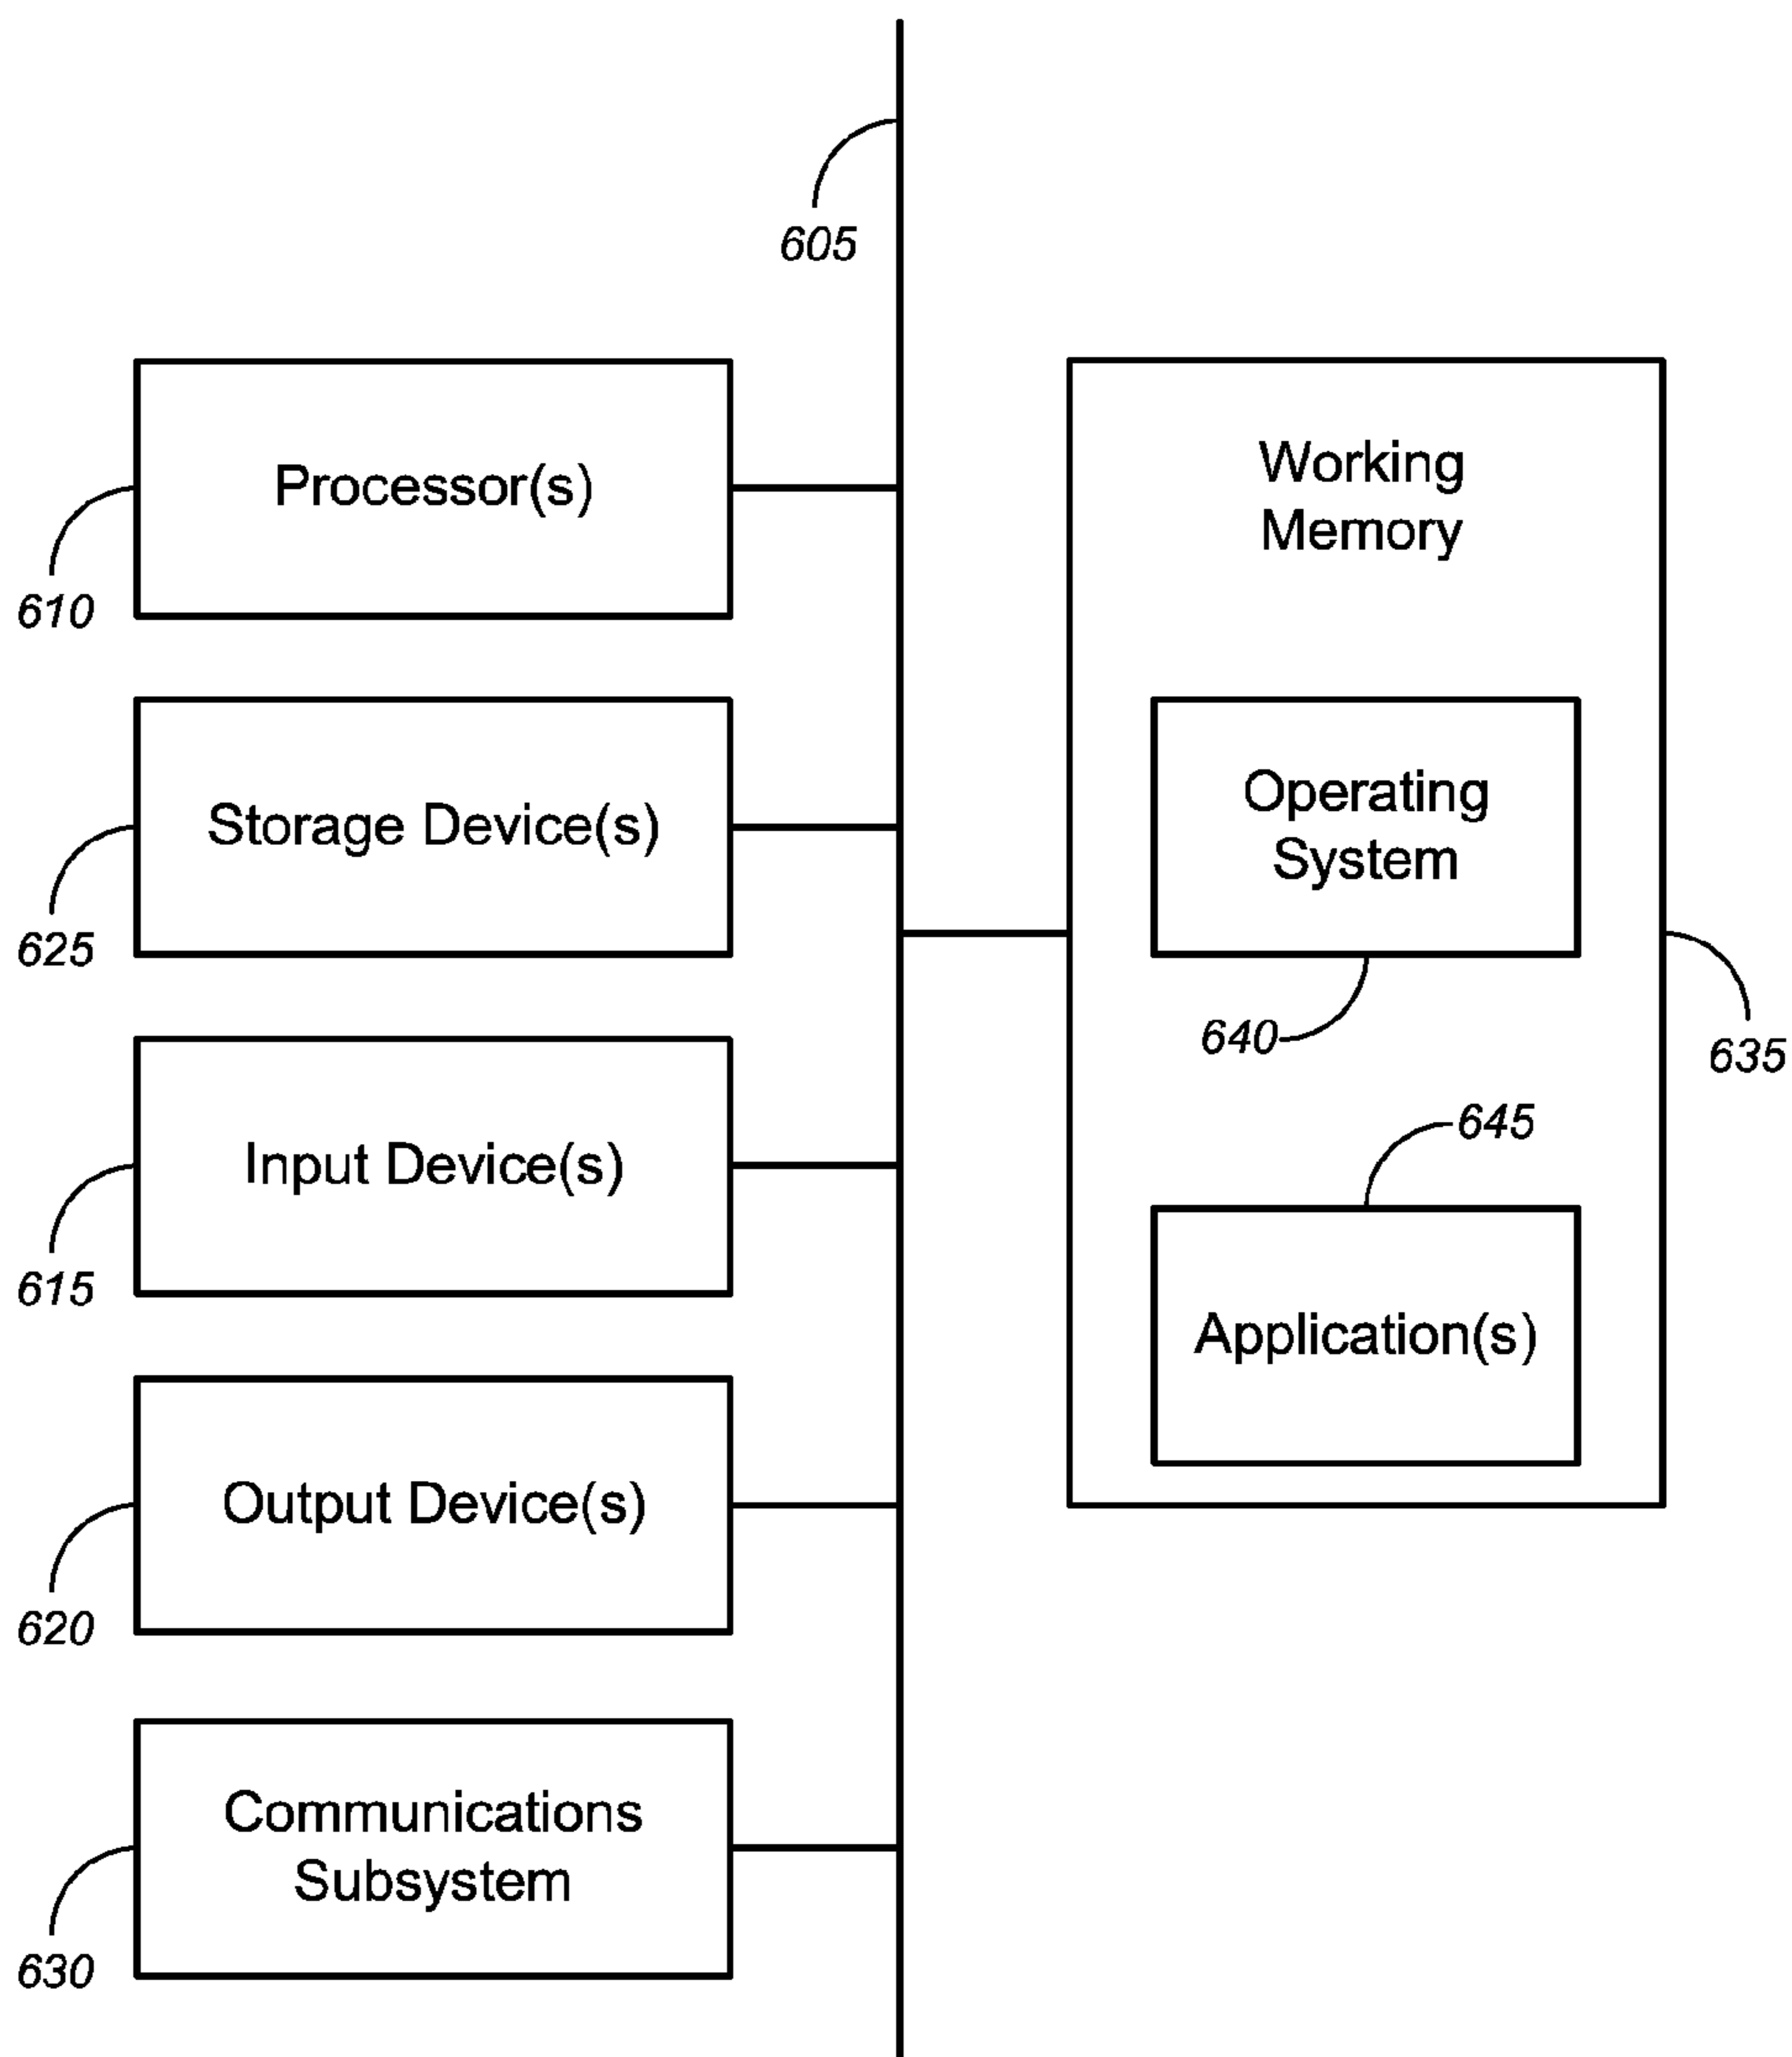 605
Processor(s)
610
Storage Device(s)
625
Input Device(s)
615
Output Device(s)
620
Communications
Subsystem
630
Working
Memory
Operating
System
640
635
645
Application(s)